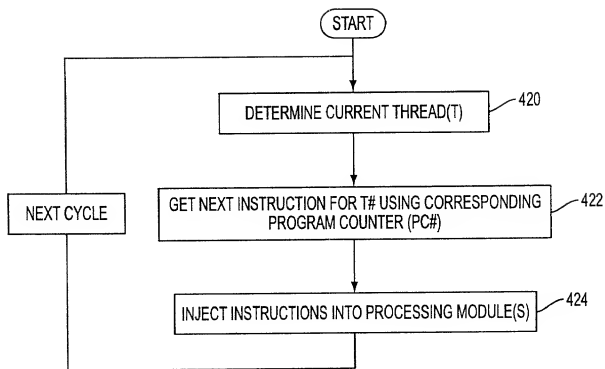 START
DETERMINE CURRENT THREAD(T)
420
NEXT CYCLE
GET NEXT INSTRUCTION FOR T# USING CORRESPONDING
PROGRAM COUNTER (PC#)
422
INJECT INSTRUCTIONS INTO PROCESSING MODULE(S)
424